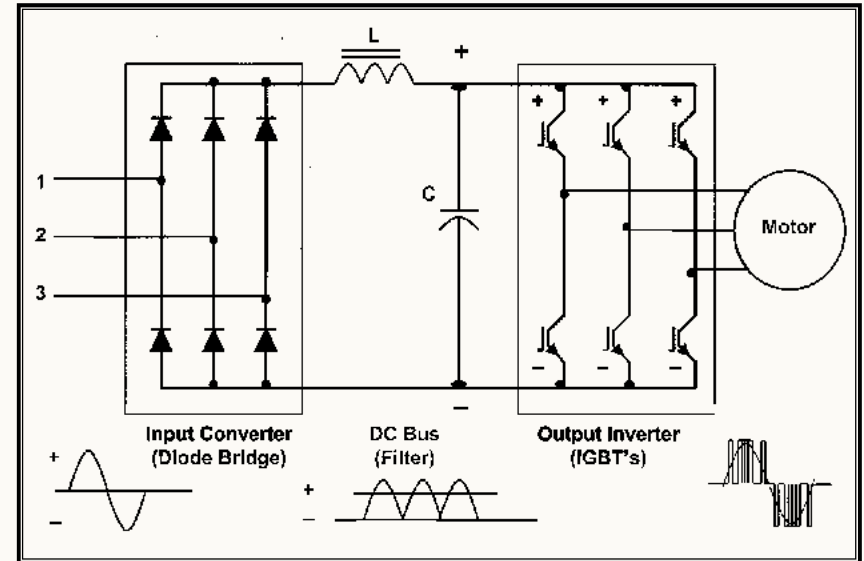 L
+
+ + +
1
C
2
Motor
3
– – –
–
Input Converter
(Diode Bridge)
DC Bus
(Filter)
Output Inverter
(IGBT's)
+
–
+
–